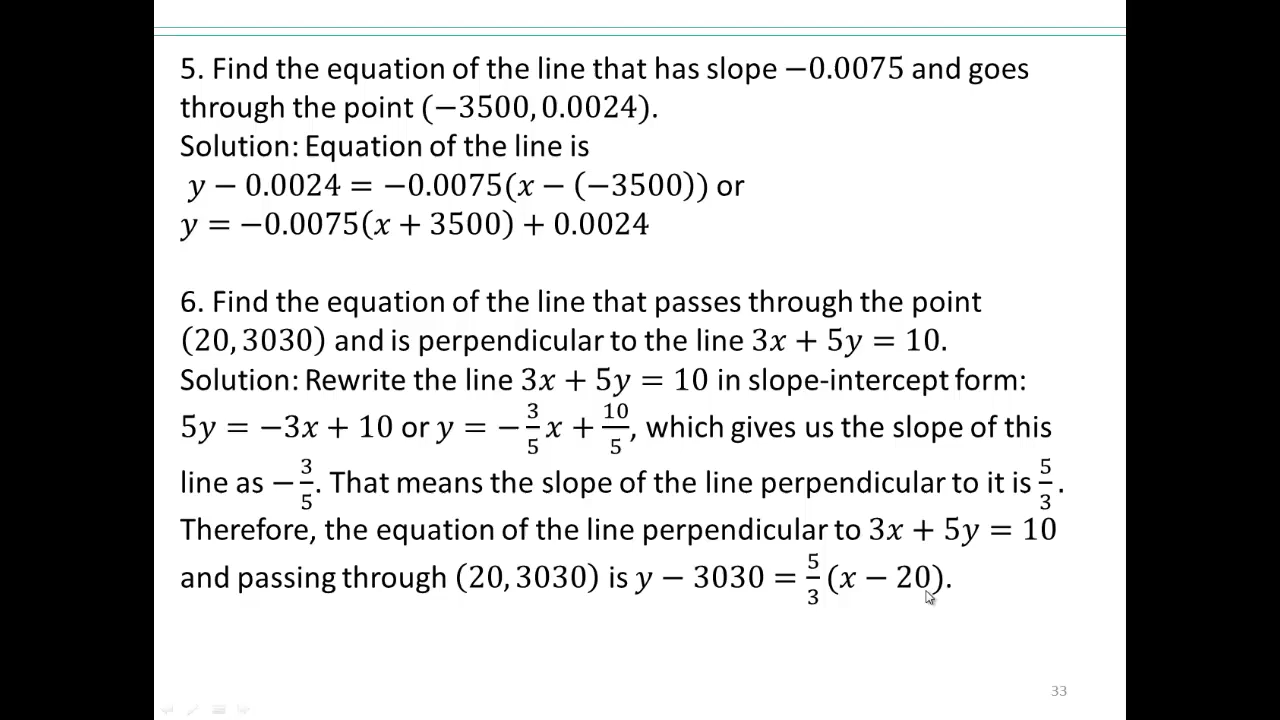 5. Find the equation of the line that has slope −0.0075 and goes
through the point (−3500, 0.0024).
Solution: Equation of the line is
y − 0.0024 = −0.0075(x − (−3500)) or
y = −0.0075(x + 3500) + 0.0024
6. Find the equation of the line that passes through the point
(20, 3030) and is perpendicular to the line 3x + 5y = 10.
Solution: Rewrite the line 3x + 5y = 10 in slope-intercept form:
5y = −3x + 10 or y = −3/5 x + 10/5, which gives us the slope of this
line as −3/5. That means the slope of the line perpendicular to it is 5/3.
Therefore, the equation of the line perpendicular to 3x + 5y = 10
and passing through (20, 3030) is y − 3030 = 5/3 (x − 20).
33